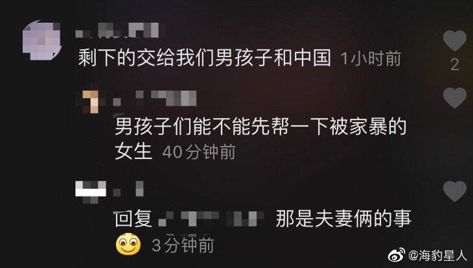 剩下的交给我们男孩子和中国 1小时前
2
男孩子们能不能先帮一下被家暴的
女生 40分钟前
回复 那是夫妻俩的事
3分钟前
@海豹星人